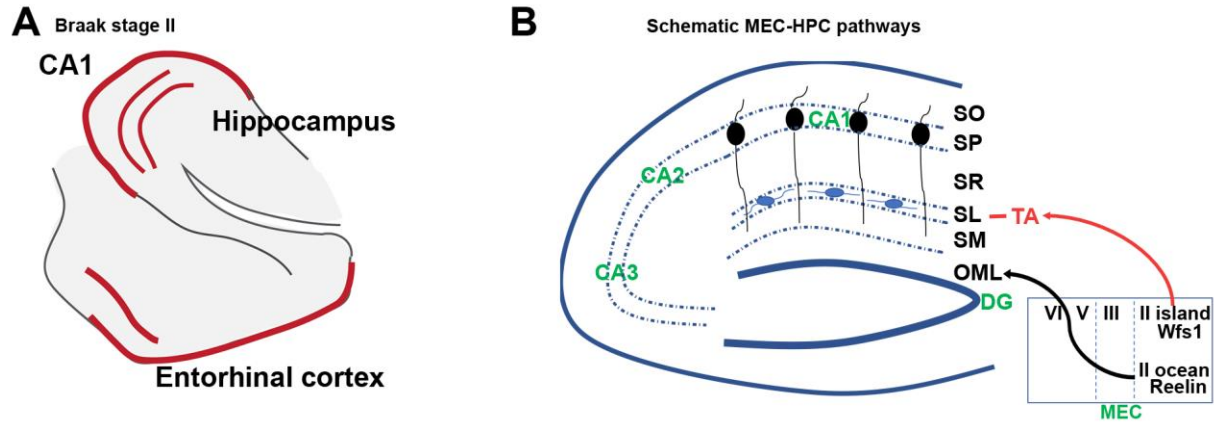 A
Braak stage II
CA1
Hippocampus
Entorhinal cortex
B
Schematic MEC-HPC pathways
CA1
SO
SP
CA2
SR
SL
TA
SM
CA3
OML
DG
VI V III II island
Wfs1
II ocean
Reelin
MEC